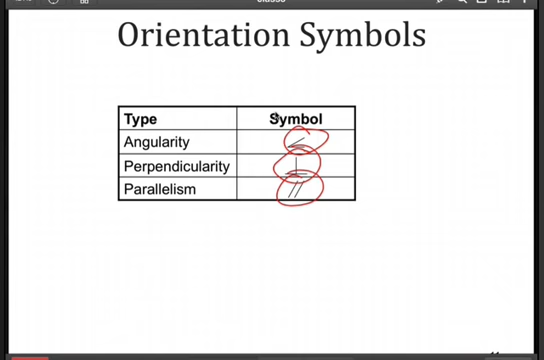 Orientation Symbols
Type Symbol
Angularity ∠
Perpendicularity ⊥
Parallelism //